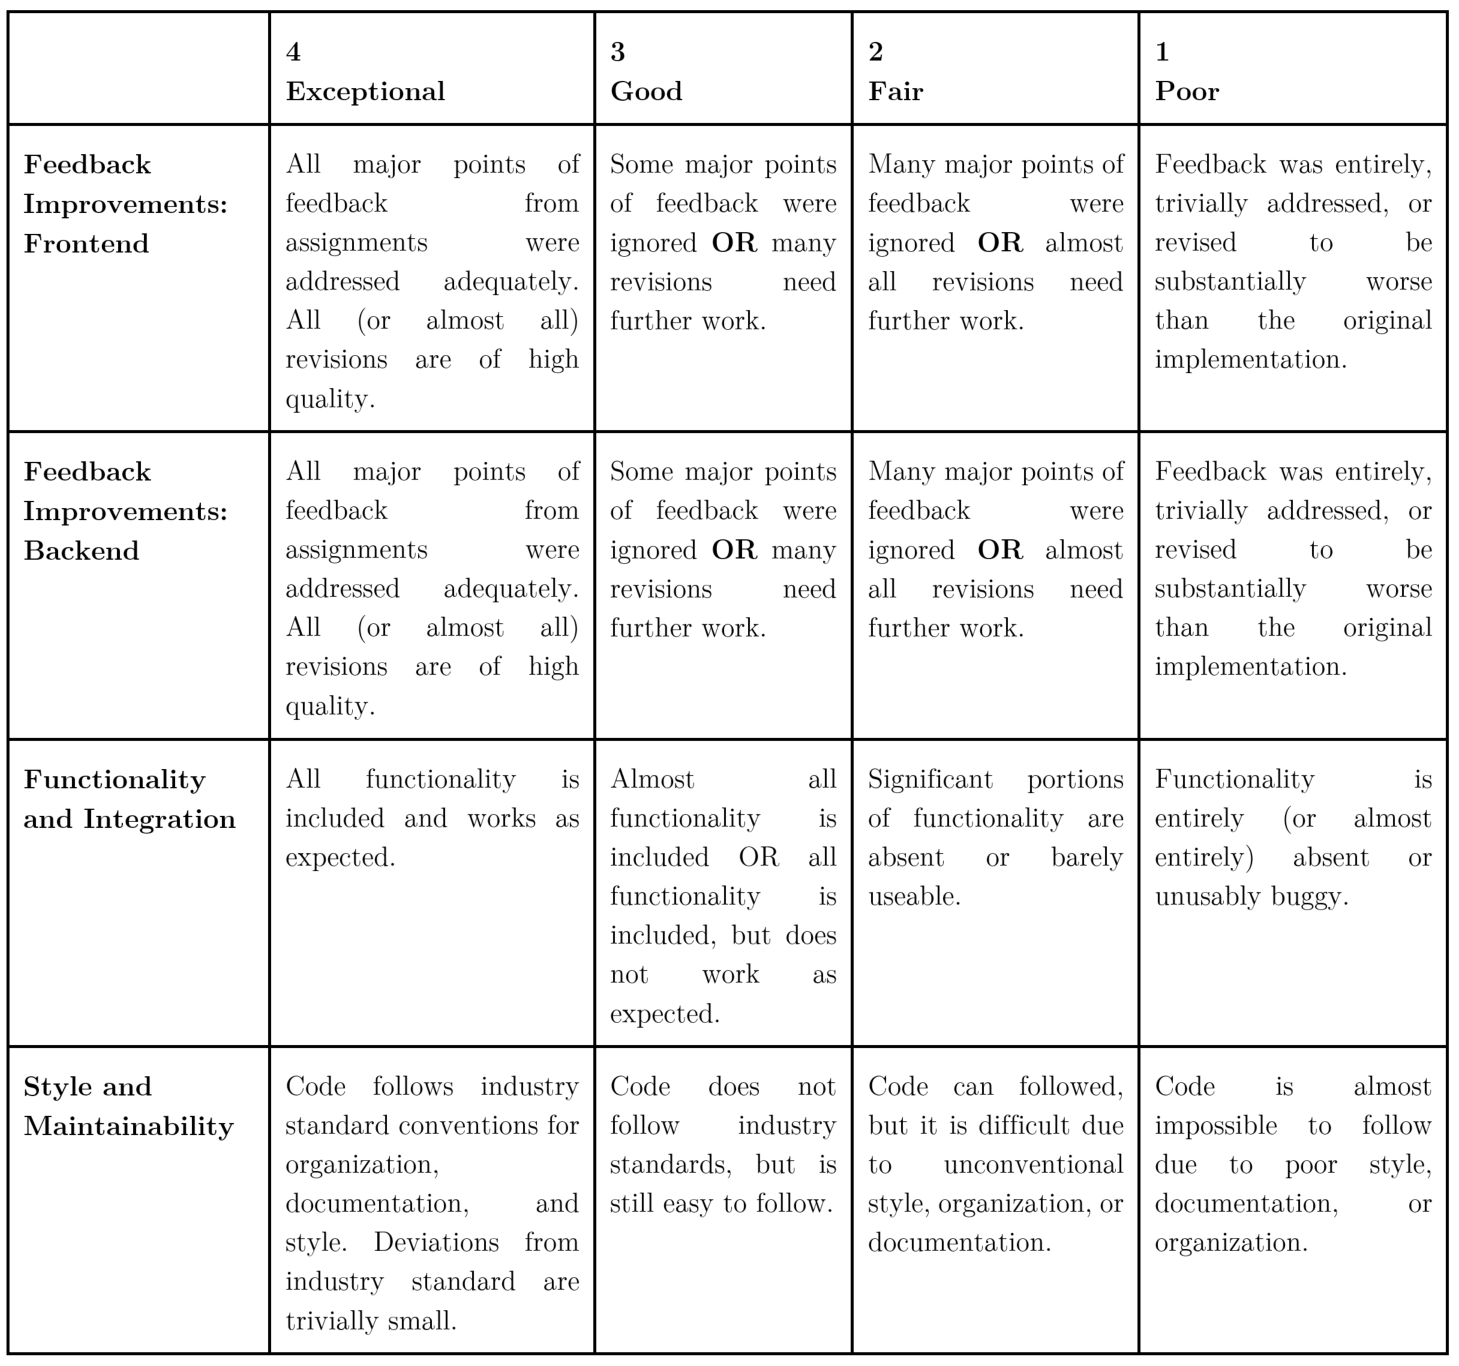 4
Exceptional
3
Good
2
Fair
1
Poor
Feedback
Improvements:
Frontend
All major points of
feedback from
assignments were
addressed adequately.
All (or almost all)
revisions are of high
quality.
Some major points
of feedback were
ignored OR many
revisions need
further work.
Many major points of
feedback were
ignored OR almost
all revisions need
further work.
Feedback was entirely,
trivially addressed, or
revised to be
substantially worse
than the original
implementation.
Feedback
Improvements:
Backend
All major points of
feedback from
assignments were
addressed adequately.
All (or almost all)
revisions are of high
quality.
Some major points
of feedback were
ignored OR many
revisions need
further work.
Many major points of
feedback were
ignored OR almost
all revisions need
further work.
Feedback was entirely,
trivially addressed, or
revised to be
substantially worse
than the original
implementation.
Functionality
and Integration
All functionality is
included and works as
expected.
Almost all
functionality is
included OR all
functionality is
included, but does
not work as
expected.
Significant portions
of functionality are
absent or barely
useable.
Functionality is
entirely (or almost
entirely) absent or
unusably buggy.
Style and
Maintainability
Code follows industry
standard conventions for
organization,
documentation, and
style. Deviations from
industry standard are
trivially small.
Code does not
follow industry
standards, but is
still easy to follow.
Code can followed,
but it is difficult due
to unconventional
style, organization, or
documentation.
Code is almost
impossible to follow
due to poor style,
documentation, or
organization.